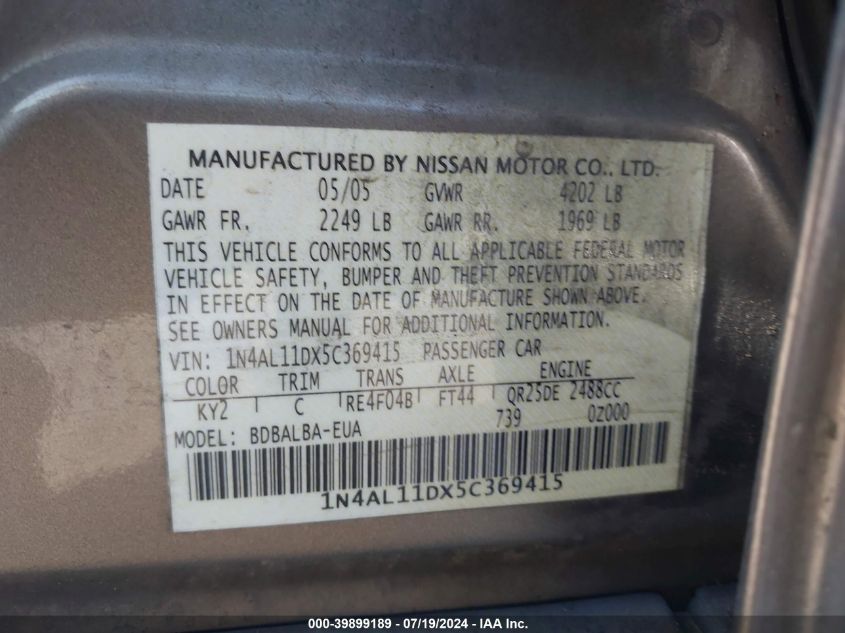 MANUFACTURED BY NISSAN MOTOR CO., LTD.
DATE 05/05 GVWR 4202 LB
GAWR FR. 2249 LB GAWR RR. 1969 LB
THIS VEHICLE CONFORMS TO ALL APPLICABLE FEDERAL MOTOR
VEHICLE SAFETY, BUMPER AND THEFT PREVENTION STANDARDS
IN EFFECT ON THE DATE OF MANUFACTURE SHOWN ABOVE.
SEE OWNERS MANUAL FOR ADDITIONAL INFORMATION.
VIN: 1N4AL11DX5C369415 PASSENGER CAR
COLOR TRIM TRANS AXLE ENGINE
KY2 C RE4F04B FT44 QR25DE 2488CC
739 0Z000
MODEL: BDBALBA-EUA
1N4AL11DX5C369415
000-39899189 - 07/19/2024 - IAA Inc.